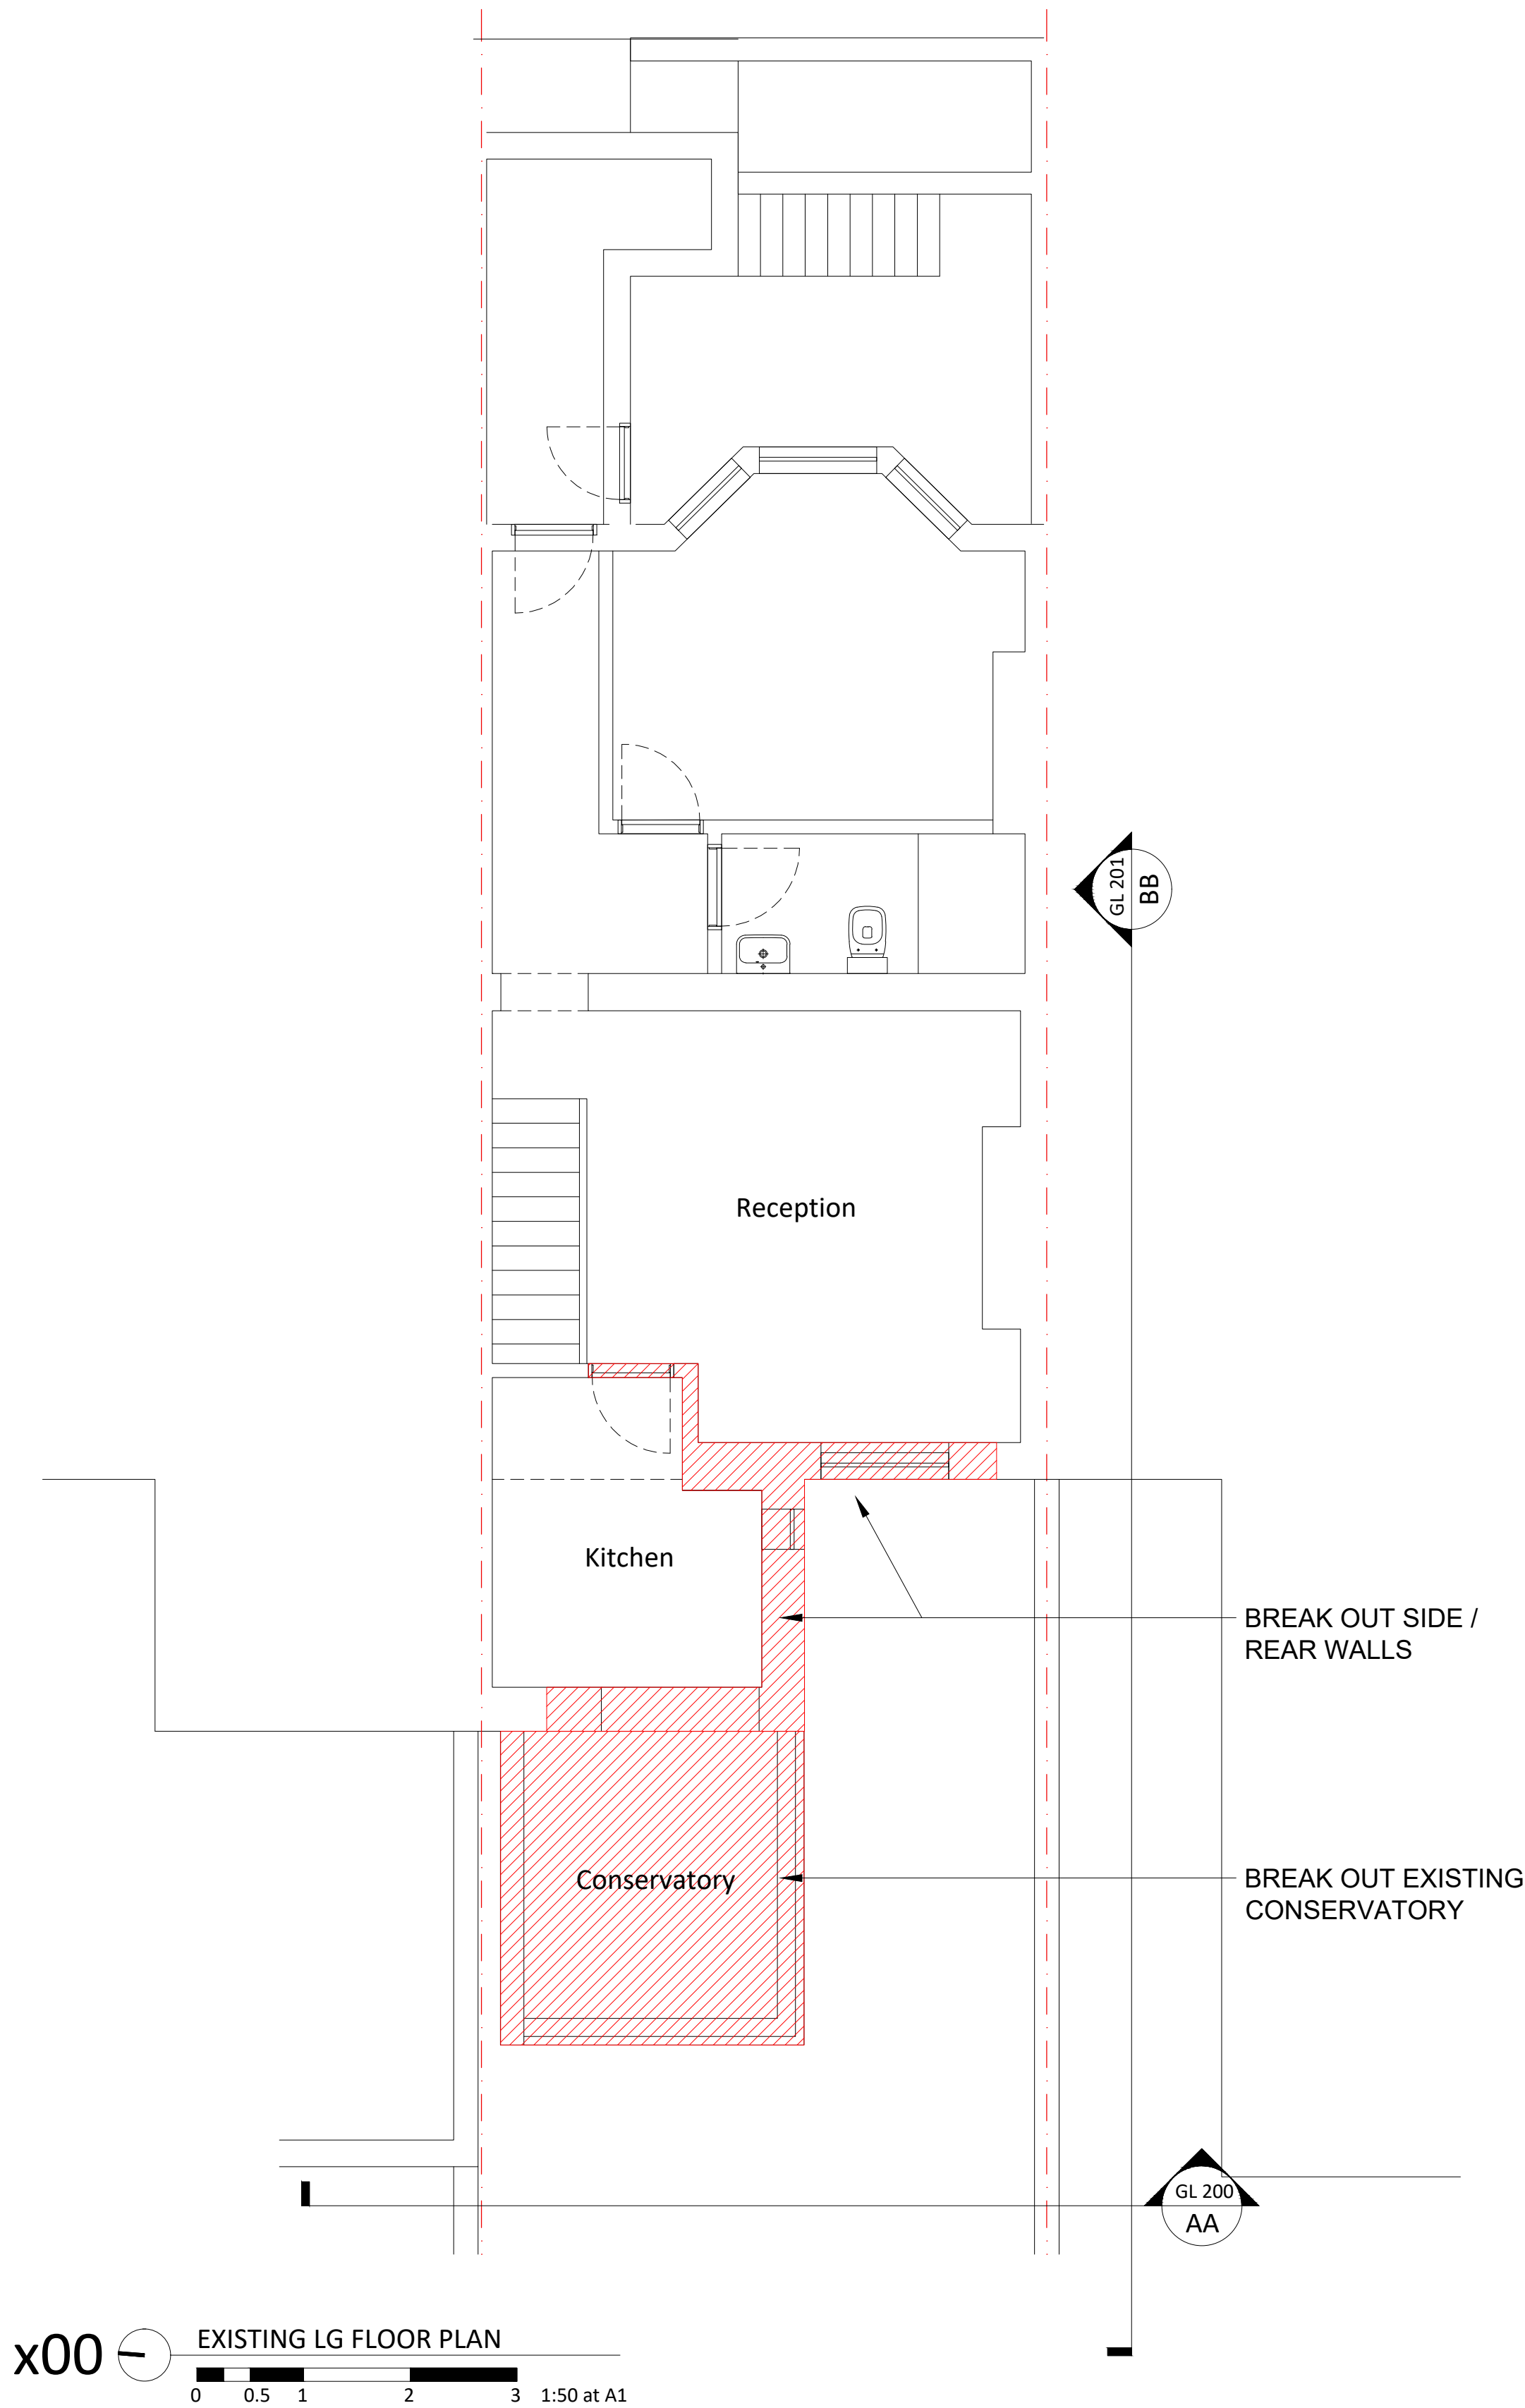 GL 201
BB
Reception
Kitchen
BREAK OUT SIDE /
REAR WALLS
Conservatory
BREAK OUT EXISTING
CONSERVATORY
GL 200
AA
x00
EXISTING LG FLOOR PLAN
0 0.5 1 2 3 1:50 at A1